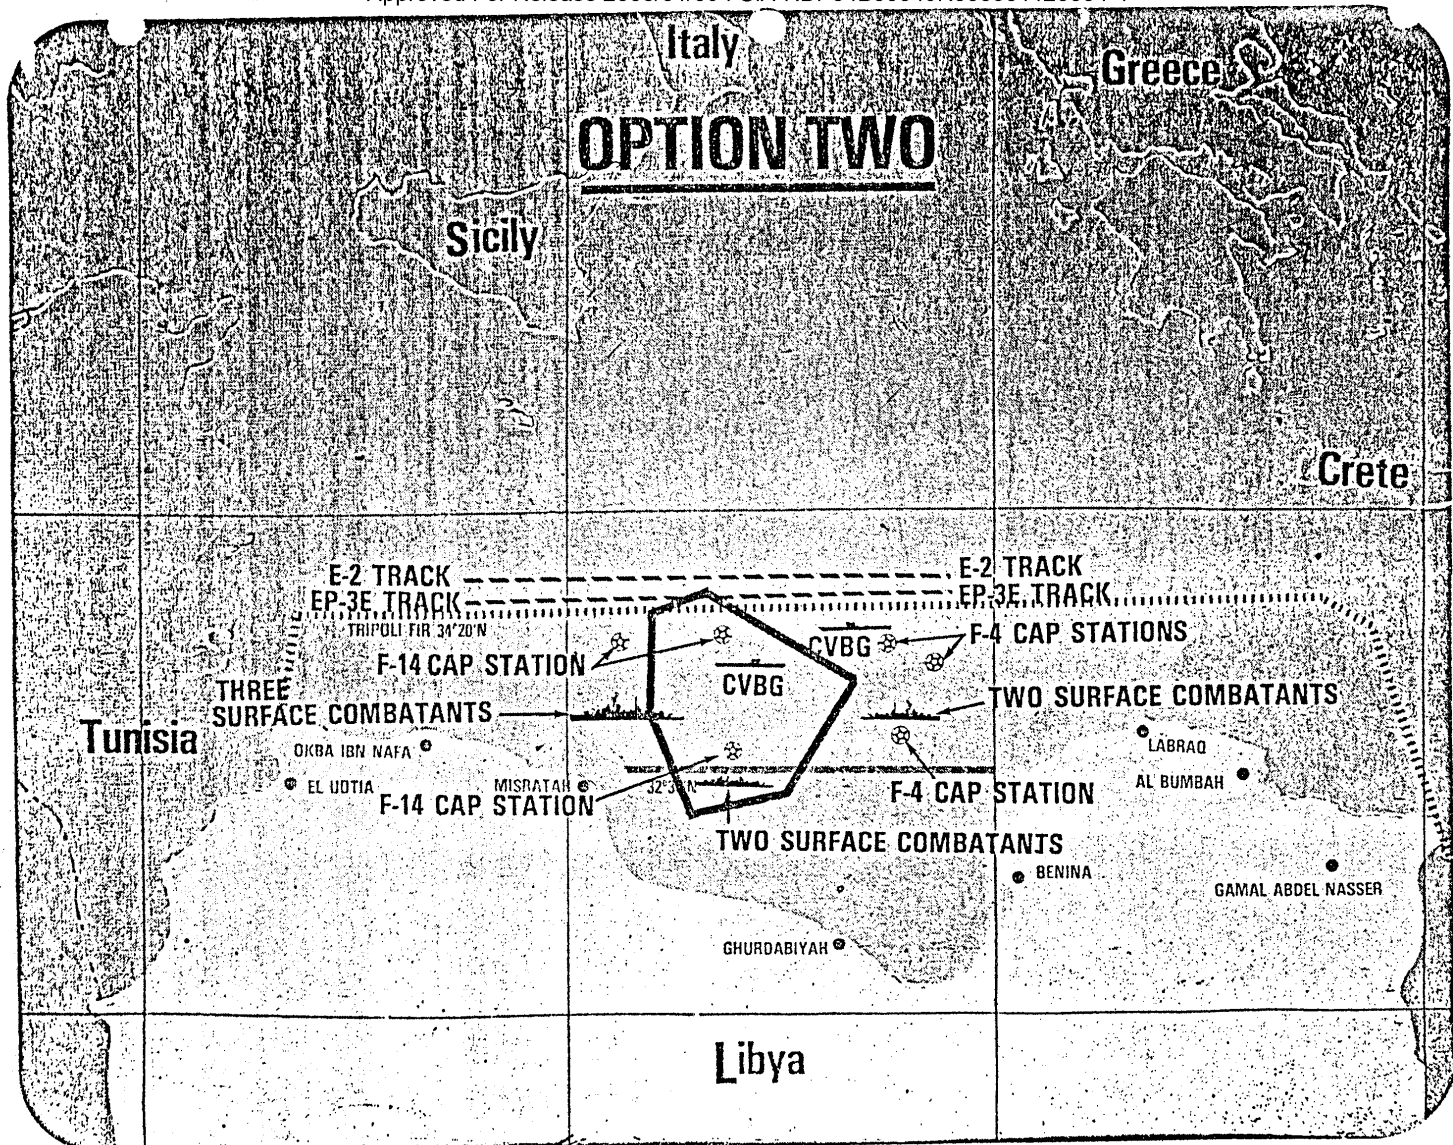 Italy
Greece
OPTION TWO
Sicily
Crete
E-2 TRACK
E-2 TRACK
EP-3E TRACK
EP-3E TRACK
TRIPOLI FIR 34°20'N
F-14 CAP STATION
CVBG
F-4 CAP STATIONS
CVBG
THREE
SURFACE COMBATANTS
TWO SURFACE COMBATANTS
Tunisia
OKBA IBN NAFA
LABRAQ
EL UOTIA
MISRATAH
F-14 CAP STATION
F-4 CAP STATION
AL BUMBAH
TWO SURFACE COMBATANTS
BENINA
GAMAL ABDEL NASSER
GHURDABIYAH
Libya